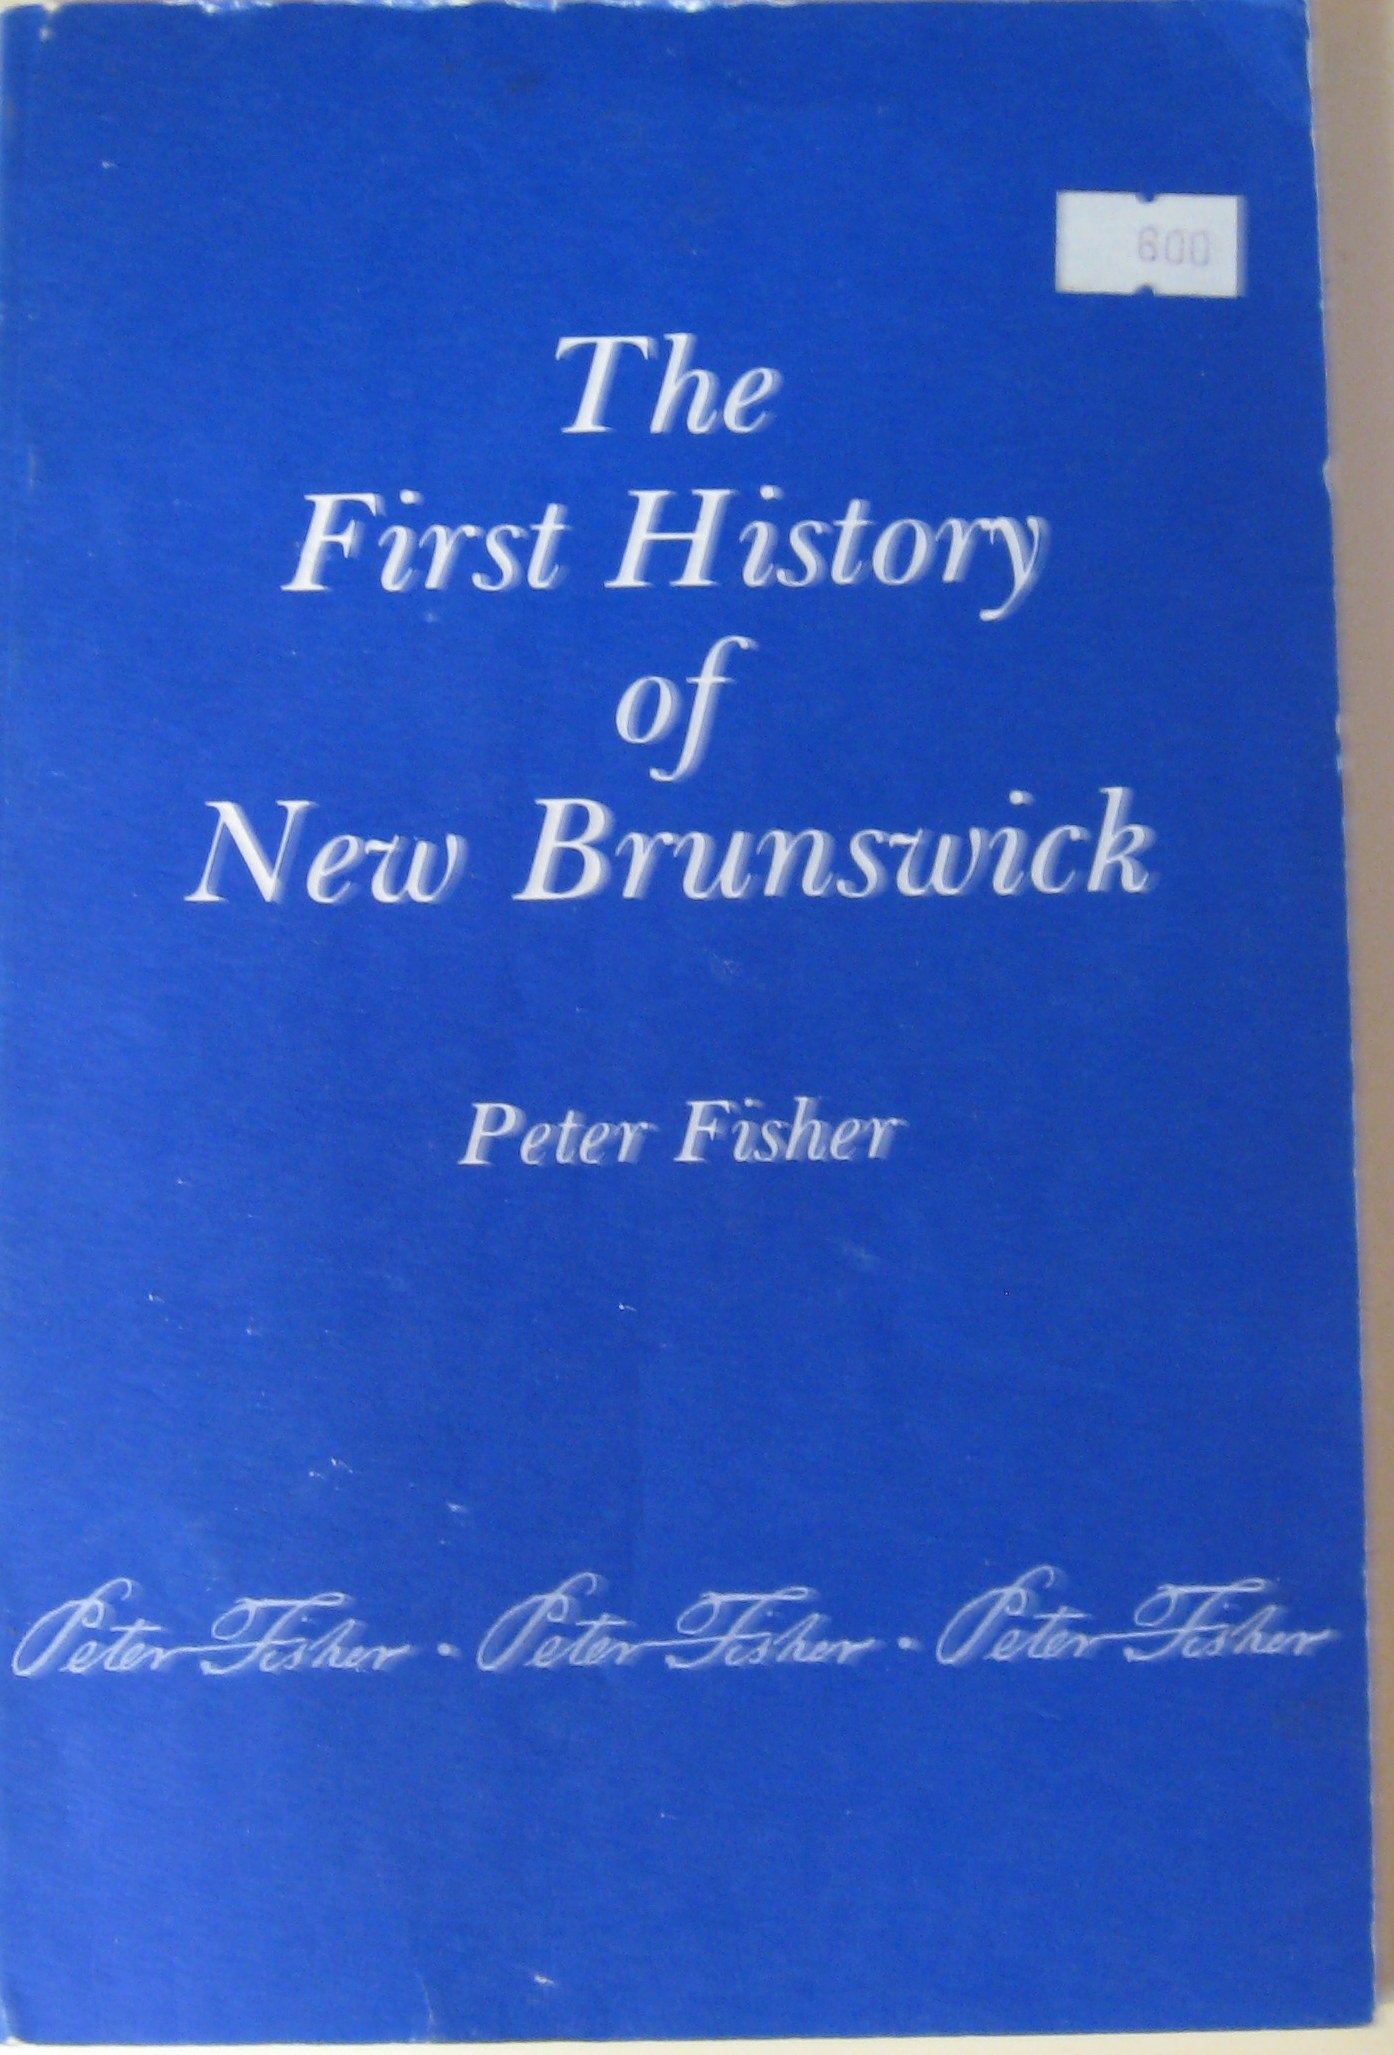 600
The
First History
of
New Brunswick
Peter Fisher
Peter Fisher · Peter Fisher · Peter Fisher